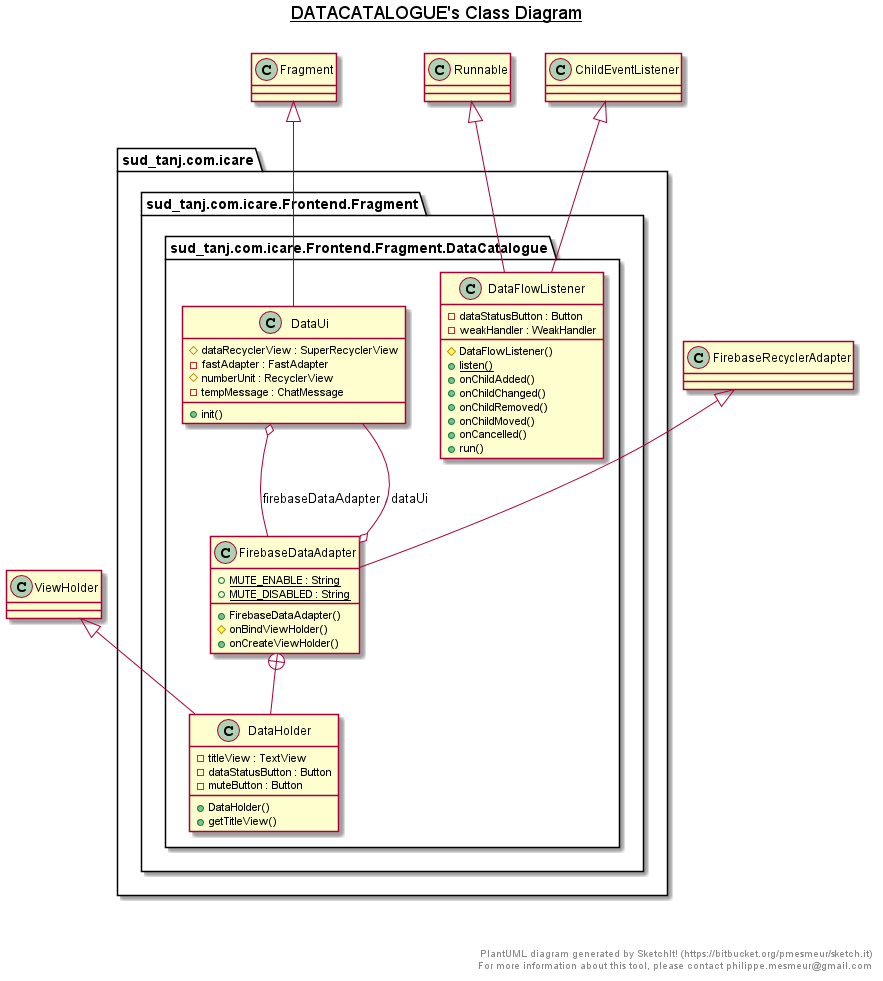 DATACATALOGUE's Class Diagram
C Fragment
C Runnable
C ChildEventListener
sud_tanj.com.icare
sud_tanj.com.icare.Frontend.Fragment
sud_tanj.com.icare.Frontend.Fragment.DataCatalogue
C DataUi
dataRecyclerView : SuperRecyclerView
fastAdapter : FastAdapter
numberUnit : RecyclerView
tempMessage : ChatMessage
init()
C DataFlowListener
dataStatusButton : Button
weakHandler : WeakHandler
DataFlowListener()
listen()
onChildAdded()
onChildChanged()
onChildRemoved()
onChildMoved()
onCancelled()
run()
C FirebaseRecyclerAdapter
firebaseDataAdapter
dataUi
C FirebaseDataAdapter
MUTE_ENABLE : String
MUTE_DISABLED : String
FirebaseDataAdapter()
onBindViewHolder()
onCreateViewHolder()
C ViewHolder
C DataHolder
titleView : TextView
dataStatusButton : Button
muteButton : Button
DataHolder()
getTitleView()
PlantUML diagram generated by SketchIt! (https://bitbucket.org/pmesmeur/sketch.it)
For more information about this tool, please contact philippe.mesmeur@gmail.com